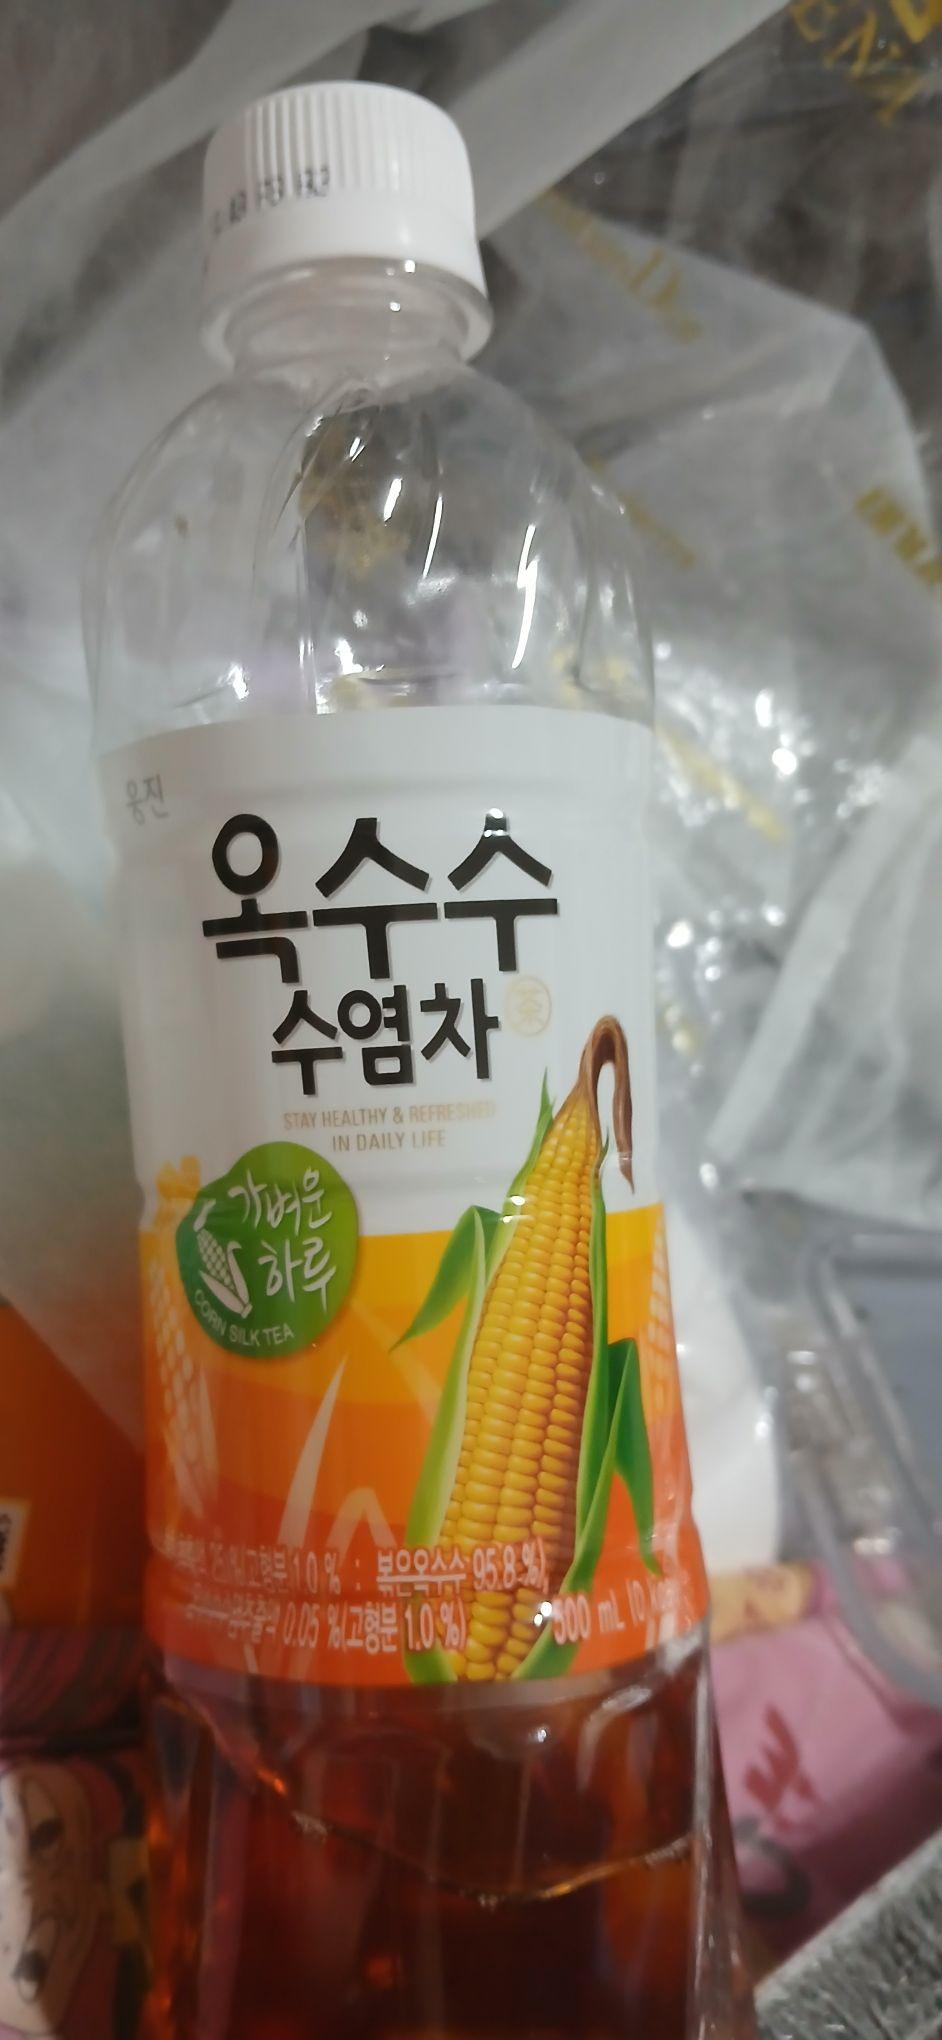 웅진
옥수수
수염차 茶
STAY HEALTHY & REFRESHED
IN DAILY LIFE
가벼운
하루
CORN SILK TEA
(고형분 1.0 % : 볶은옥수수 95.8 %),
0.05 %(고형분 1.0 %)
500 mL